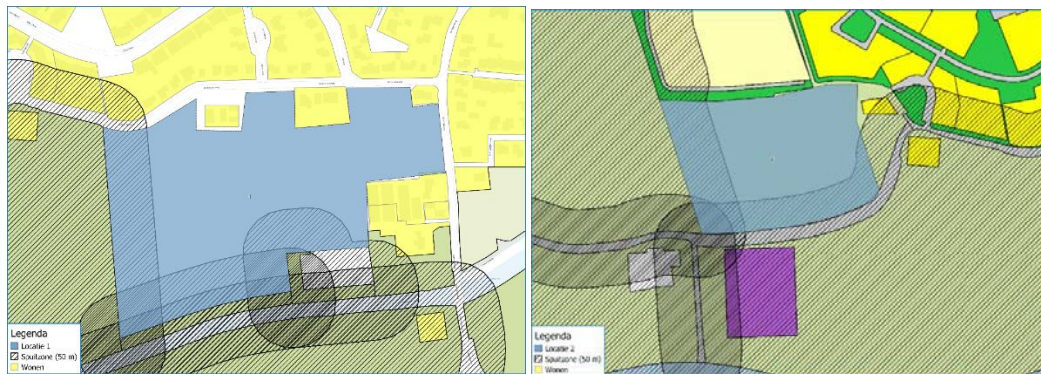 Legenda
Locatie 1
Spuitzone (50 m)
Wonen
Legenda
Locatie 2
Spuitzone (50 m)
Wonen